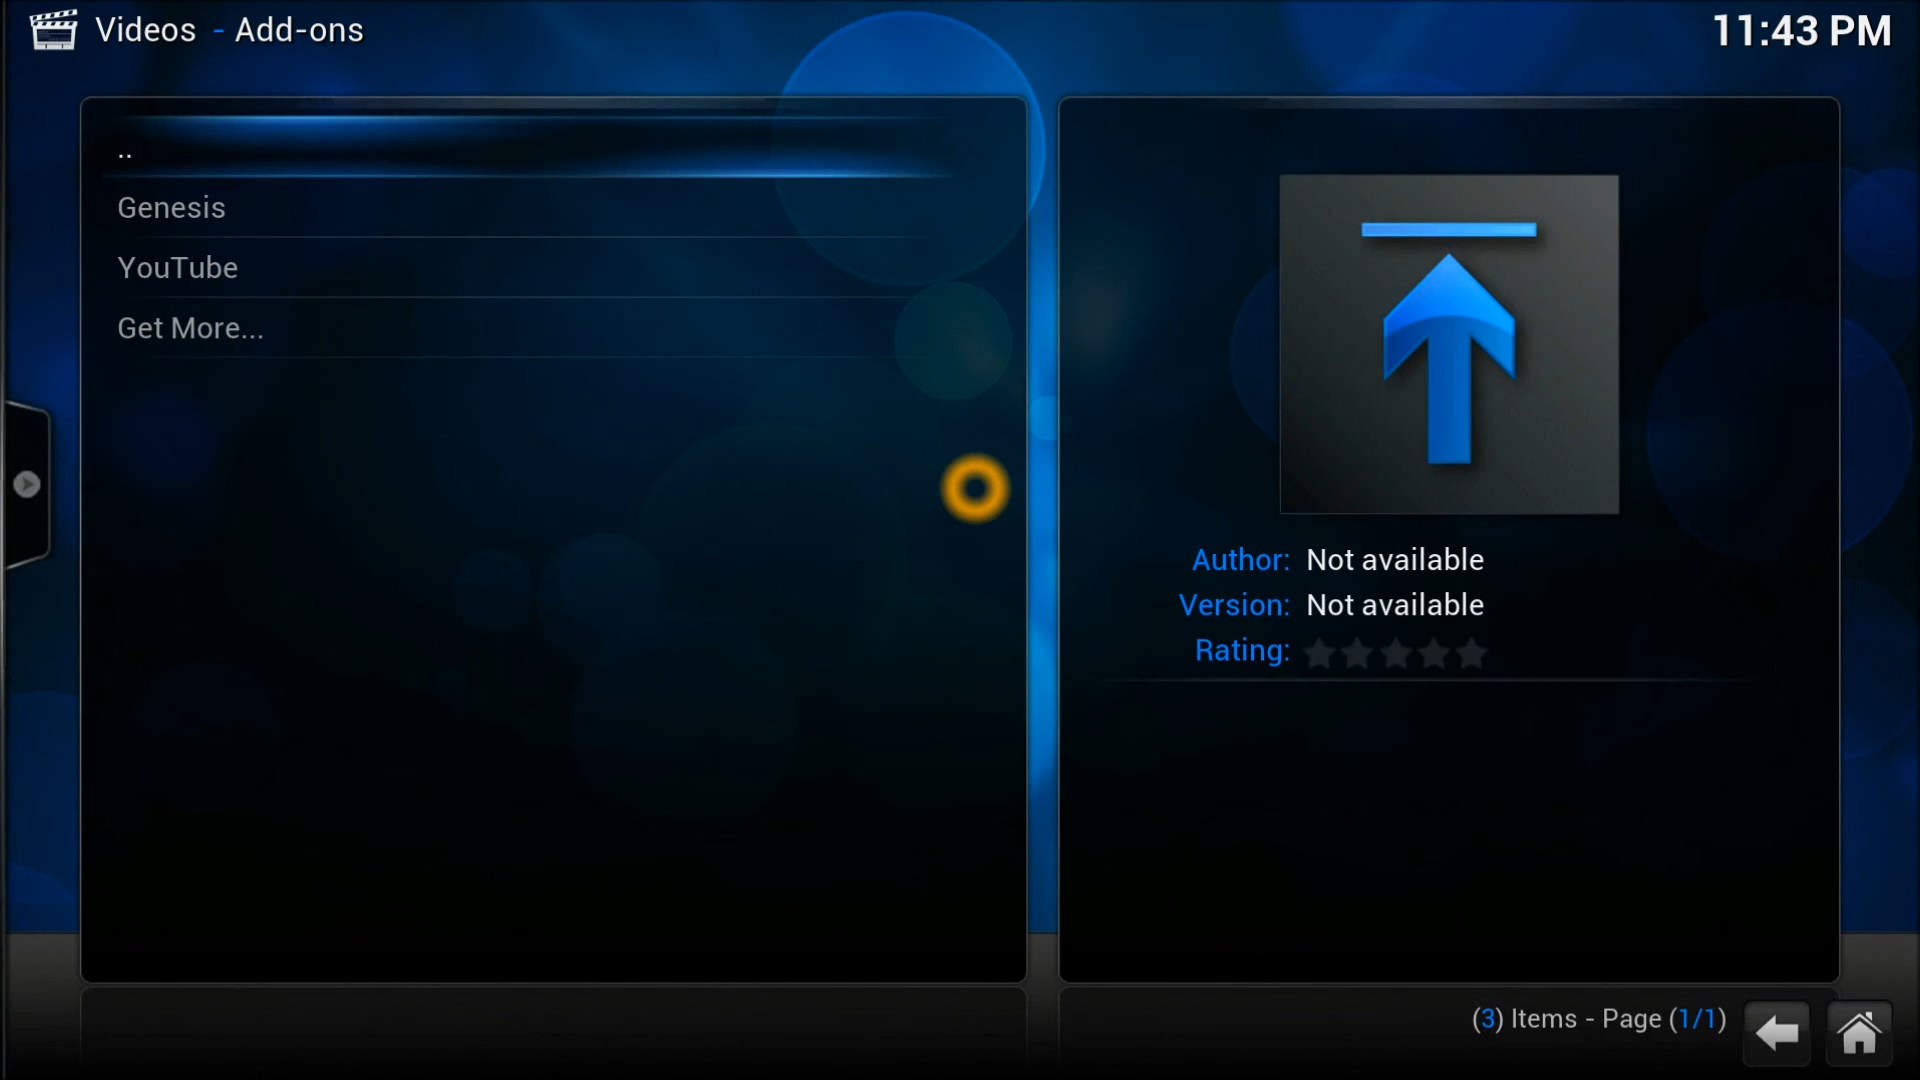 Videos - Add-ons
11:43 PM
..
Genesis
YouTube
Get More...
Author: Not available
Version: Not available
Rating:
(3) Items - Page (1/1)